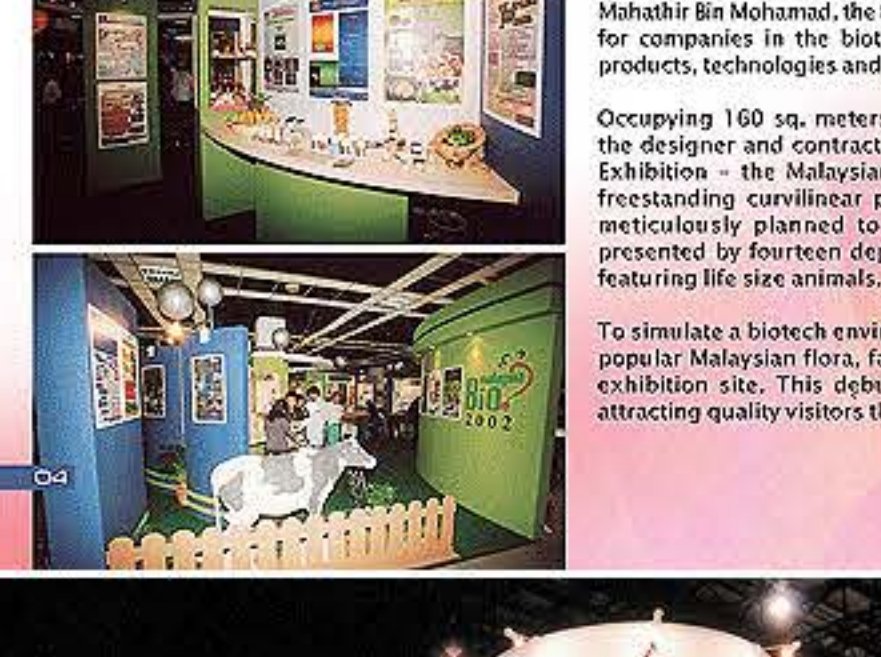 Mahathir Bin Mohamad, the
for companies in the biot
products, technologies and
Occupying 160 sq. meters
the designer and contract
Exhibition - the Malaysian
freestanding curvilinear p
meticulously planned to
presented by fourteen dep
featuring life size animals.
To simulate a biotech envi
popular Malaysian flora, fa
exhibition site. This debu
attracting quality visitors th
BiO?
2002
04